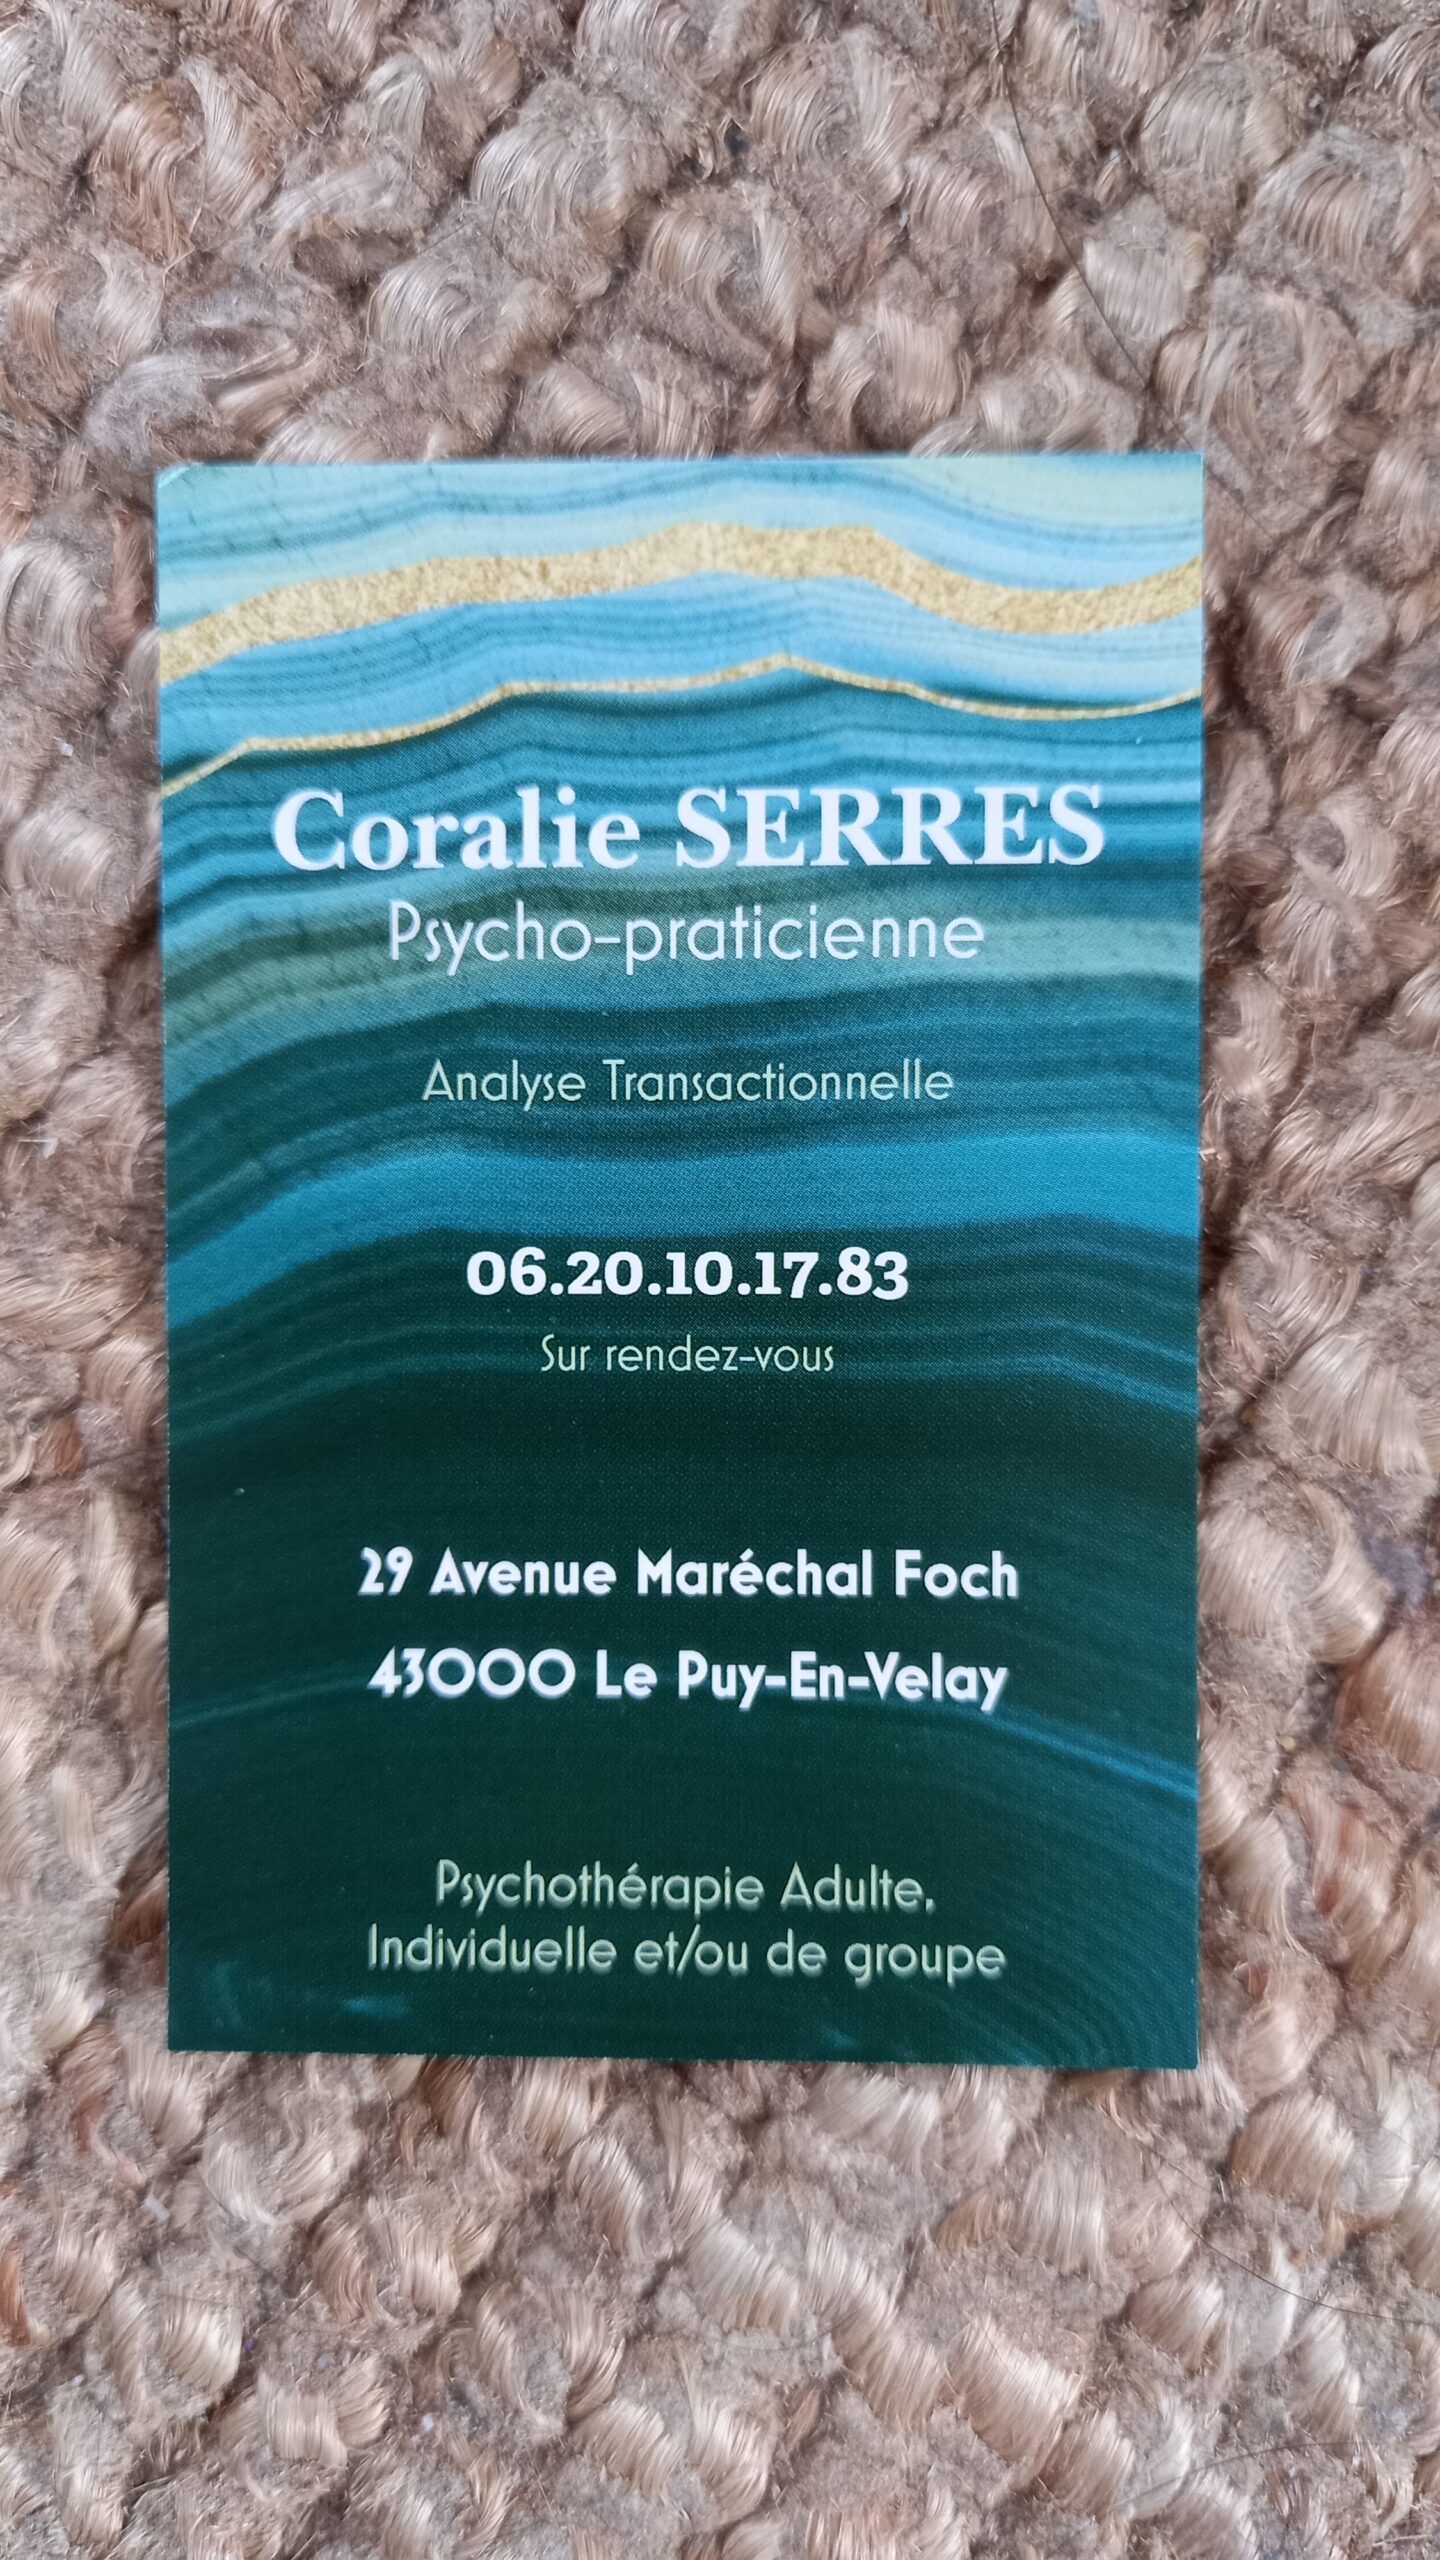 Coralie SERRES
Psycho-praticienne
Analyse Transactionnelle
06.20.10.17.83
Sur rendez-vous
29 Avenue Maréchal Foch
43000 Le Puy-En-Velay
Psychothérapie Adulte,
Individuelle et/ou de groupe